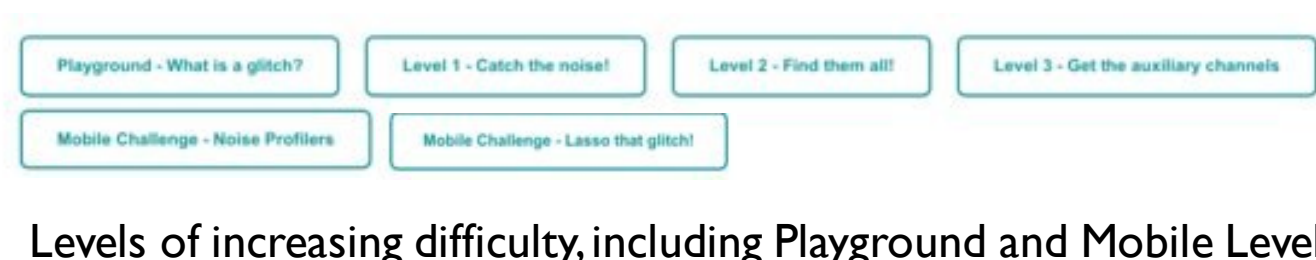 Playground - What is a glitch? Level 1 - Catch the noise! Level 2 - Find them all! Level 3 - Get the auxiliary channels
Mobile Challenge - Noise Profilers Mobile Challenge - Lasso that glitch!
Levels of increasing difficulty, including Playground and Mobile Level